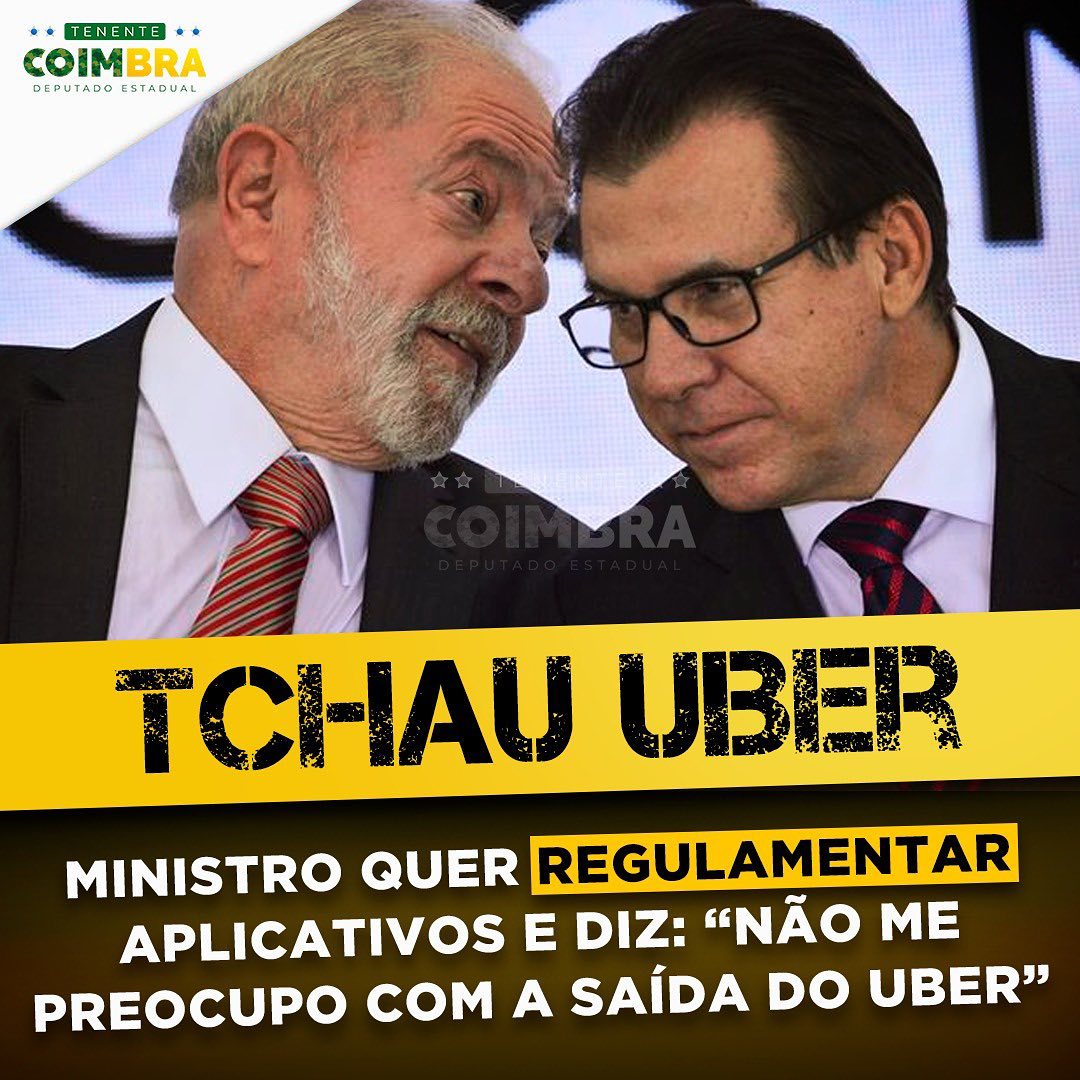 TENENTE
COIMBRA
DEPUTADO ESTADUAL
TENENTE
COIMBRA
DEPUTADO ESTADUAL
TCHAU UBER
MINISTRO QUER REGULAMENTAR
APLICATIVOS E DIZ: “NÃO ME
PREOCUPO COM A SAÍDA DO UBER”